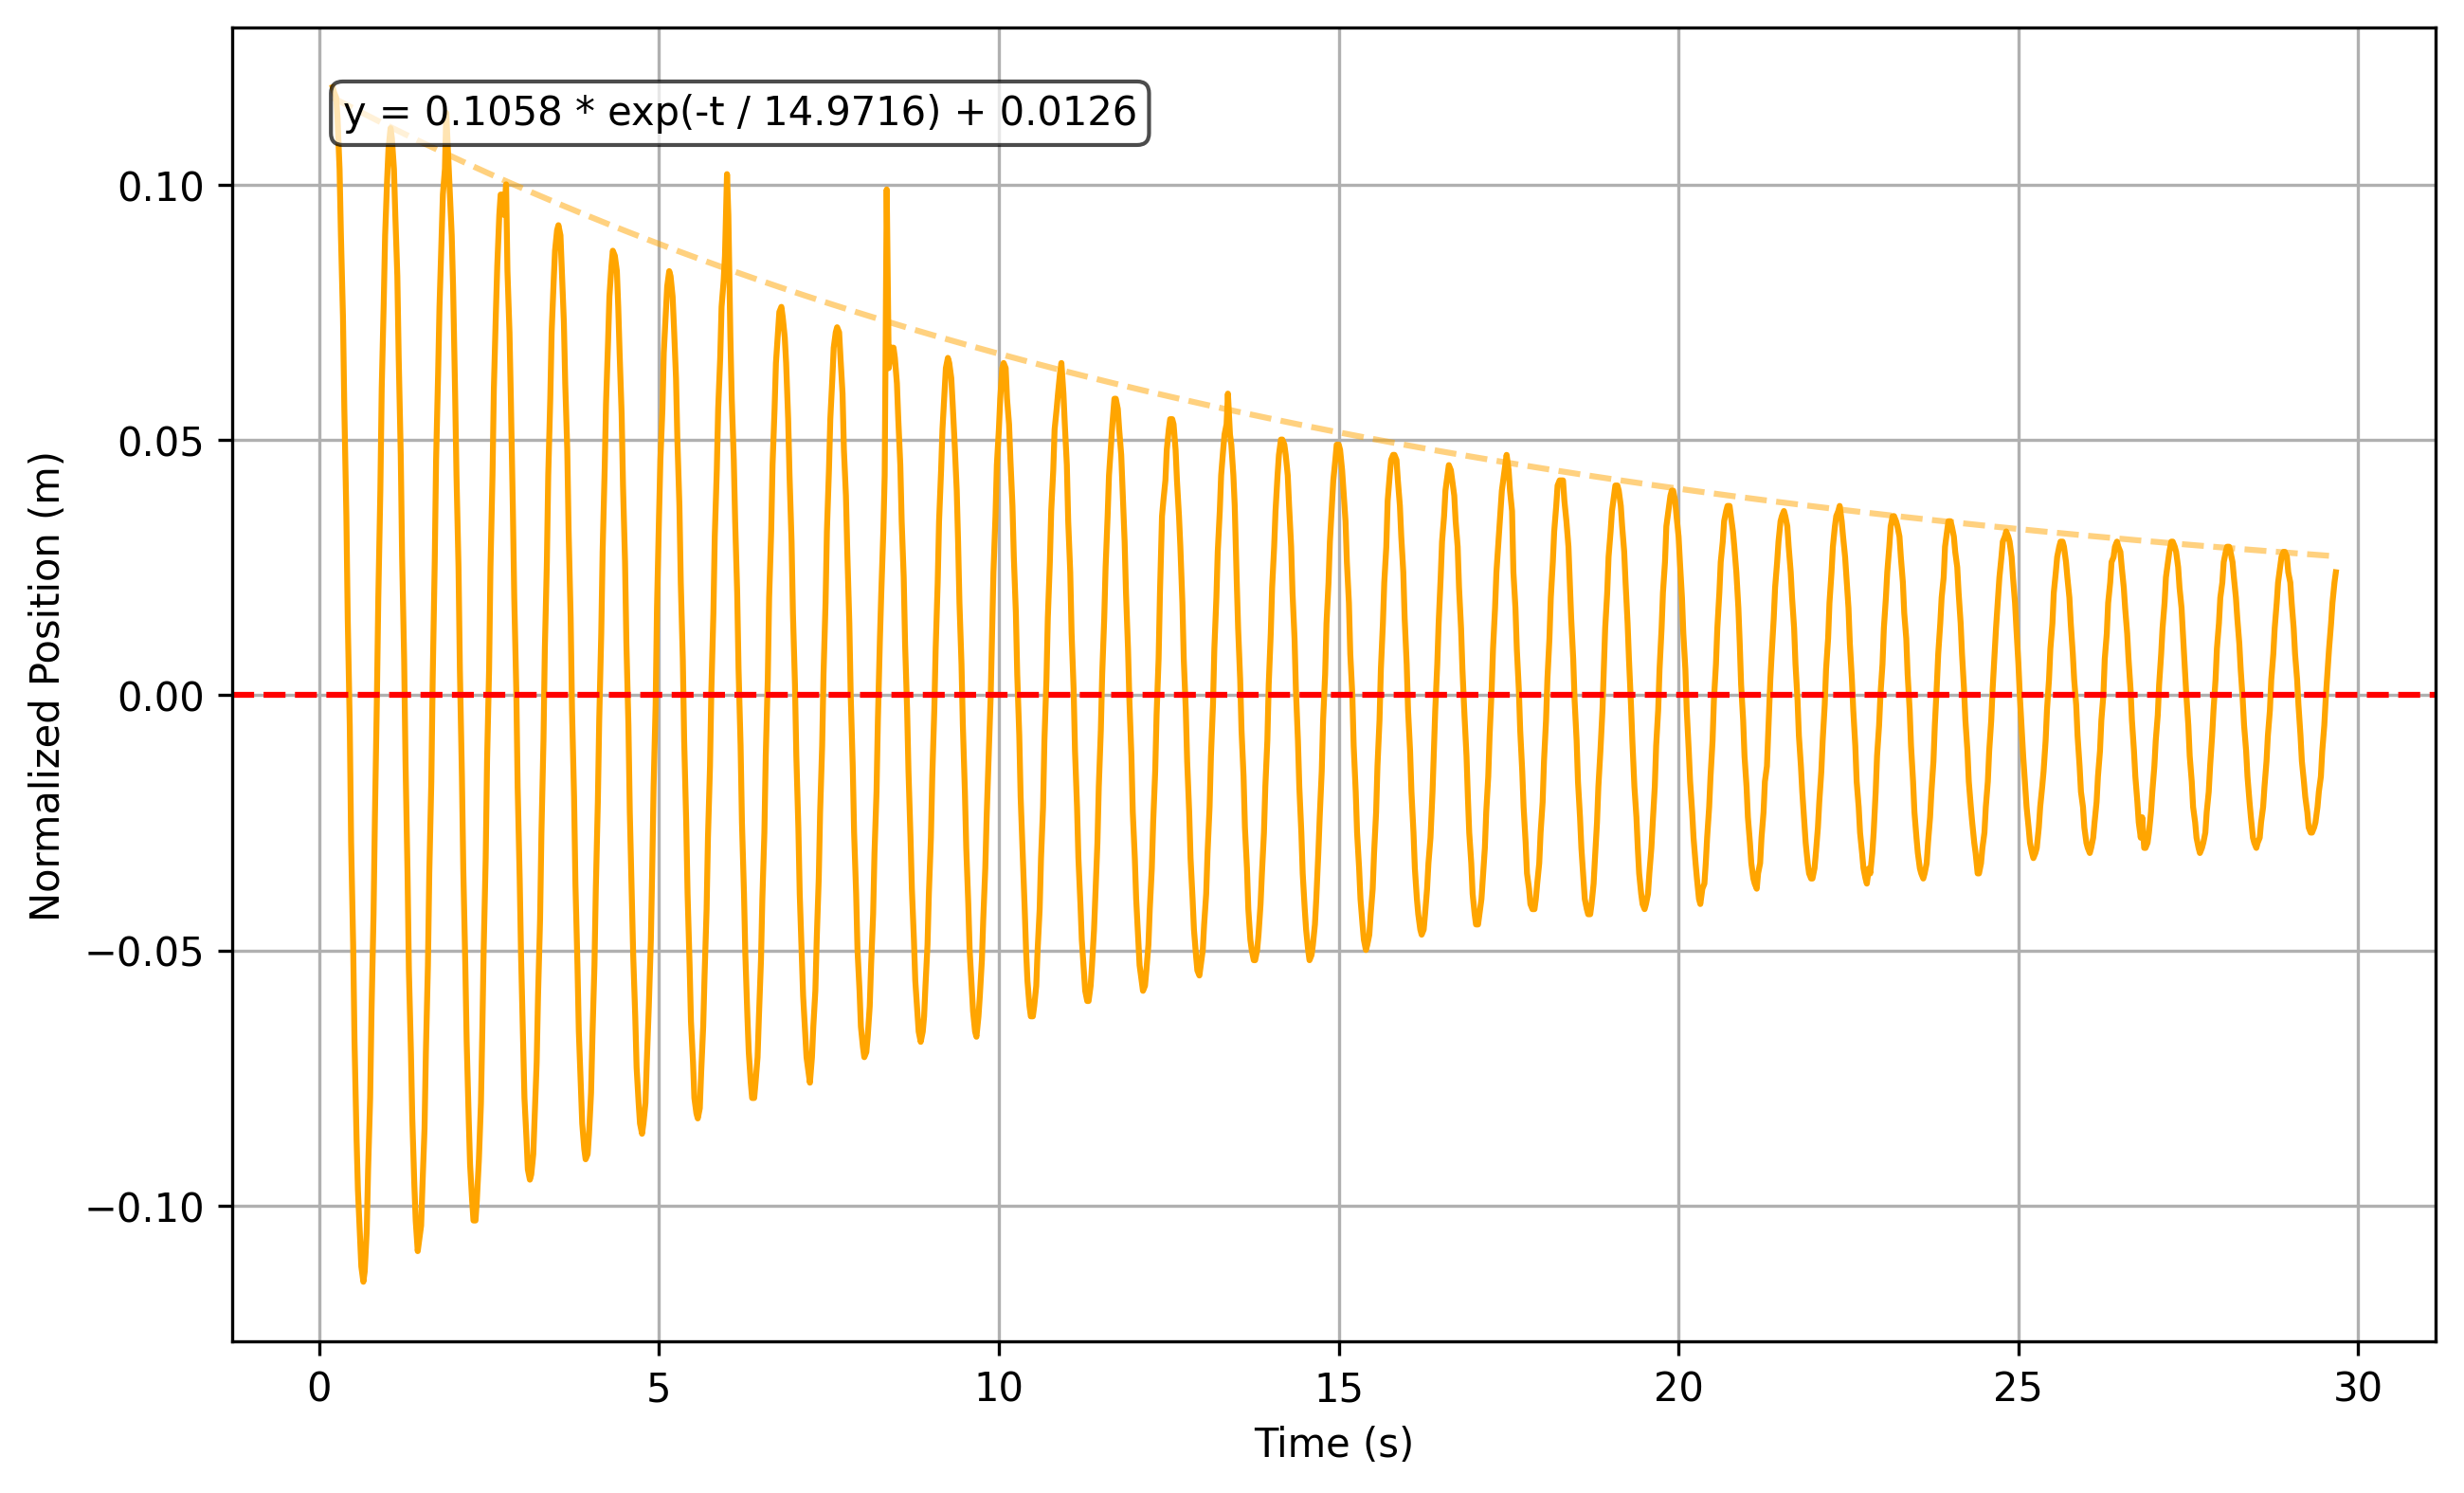 y = 0.1058 * exp(-t / 14.9716) + 0.0126
0.10
0.05
0.00
−0.05
−0.10
Normalized Position (m)
0 5 10 15 20 25 30
Time (s)